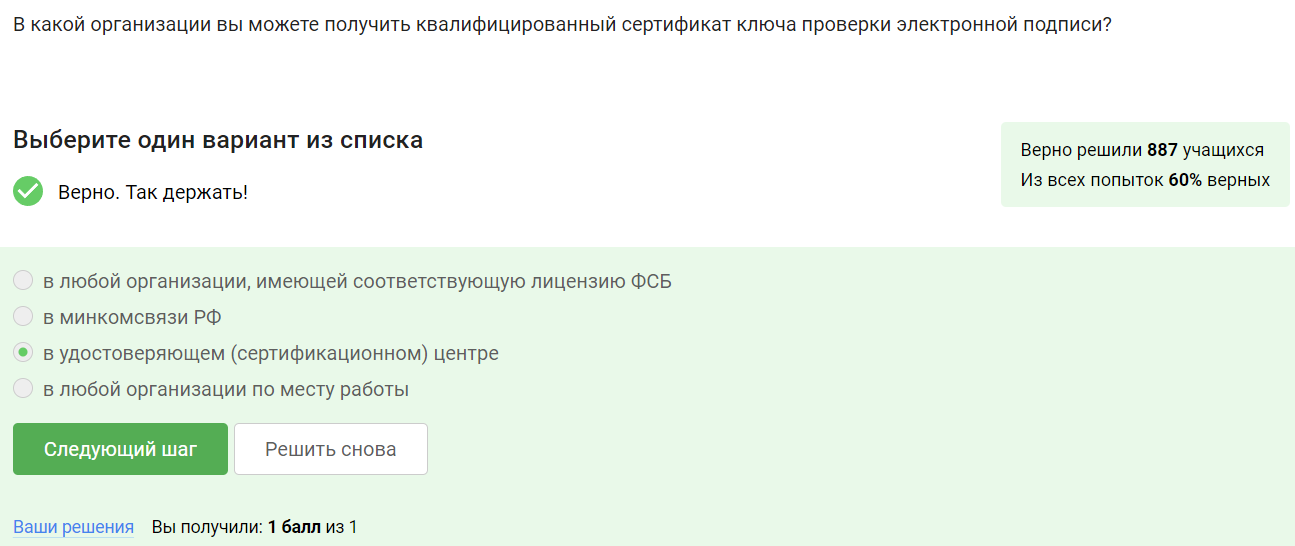 В какой организации вы можете получить квалифицированный сертификат ключа проверки электронной подписи?
Выберите один вариант из списка
Верно. Так держать!
Верно решили 887 учащихся
Из всех попыток 60% верных
в любой организации, имеющей соответствующую лицензию ФСБ
в минкомсвязи РФ
в удостоверяющем (сертификационном) центре
в любой организации по месту работы
Следующий шаг
Решить снова
Ваши решения Вы получили: 1 балл из 1